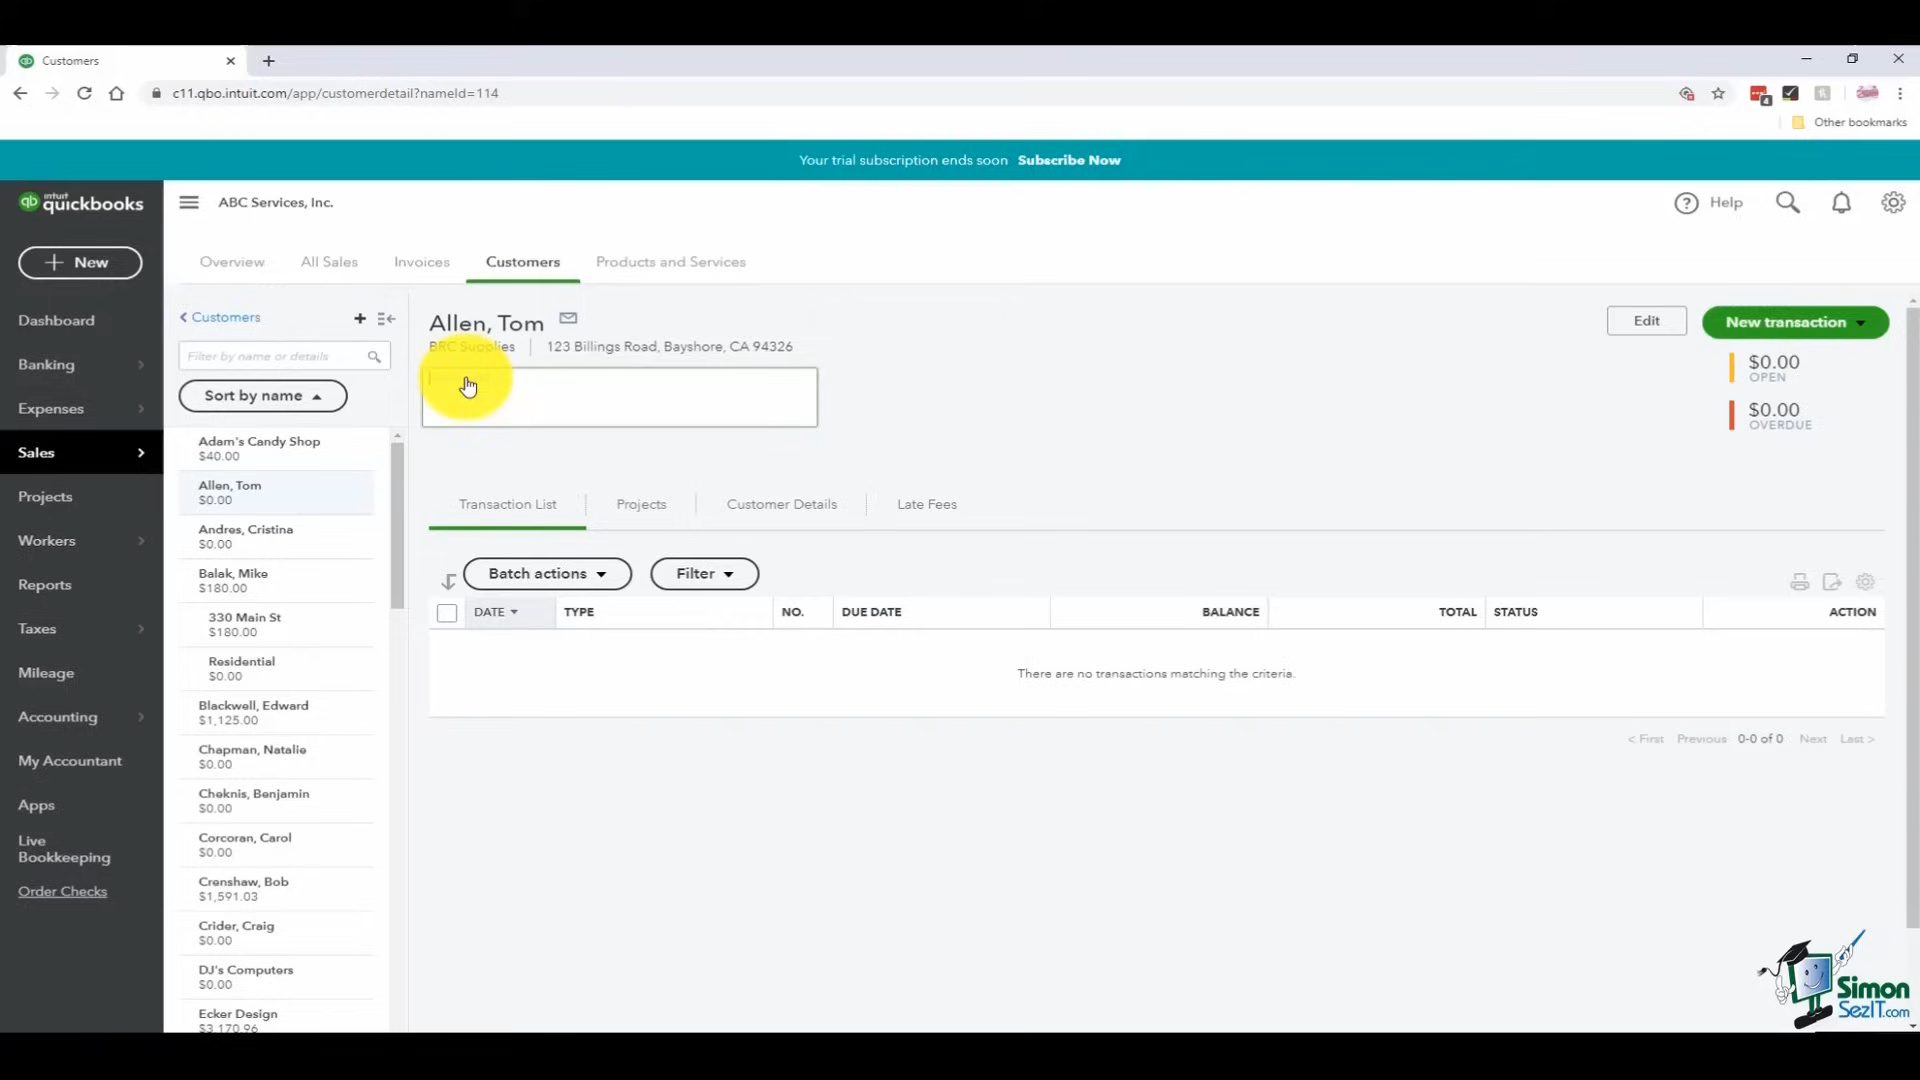 Customers
c11.qbo.intuit.com/app/customerdetail?nameId=114
4
Other bookmarks
Your trial subscription ends soon Subscribe Now
qb intuit quickbooks
ABC Services, Inc.
? Help
+ New
Overview
All Sales
Invoices
Customers
Products and Services
Dashboard
Banking
Expenses
Sales
Projects
Workers
Reports
Taxes
Mileage
Accounting
My Accountant
Apps
Live
Bookkeeping
Order Checks
< Customers
Filter by name or details
Sort by name
Adam's Candy Shop
$40.00
Allen, Tom
$0.00
Andres, Cristina
$0.00
Balak, Mike
$180.00
330 Main St
$180.00
Residential
$0.00
Blackwell, Edward
$1,125.00
Chapman, Natalie
$0.00
Cheknis, Benjamin
$0.00
Corcoran, Carol
$0.00
Crenshaw, Bob
$1,591.03
Crider, Craig
$0.00
DJ's Computers
$0.00
Ecker Design
$3,170.96
Allen, Tom
BRC Supplies | 123 Billings Road, Bayshore, CA 94326
Edit
New transaction
$0.00
OPEN
$0.00
OVERDUE
Transaction List
Projects
Customer Details
Late Fees
Batch actions
Filter
DATE
TYPE
NO.
DUE DATE
BALANCE
TOTAL
STATUS
ACTION
There are no transactions matching the criteria.
< First Previous 0-0 of 0 Next Last >
Simon
SezIT.com